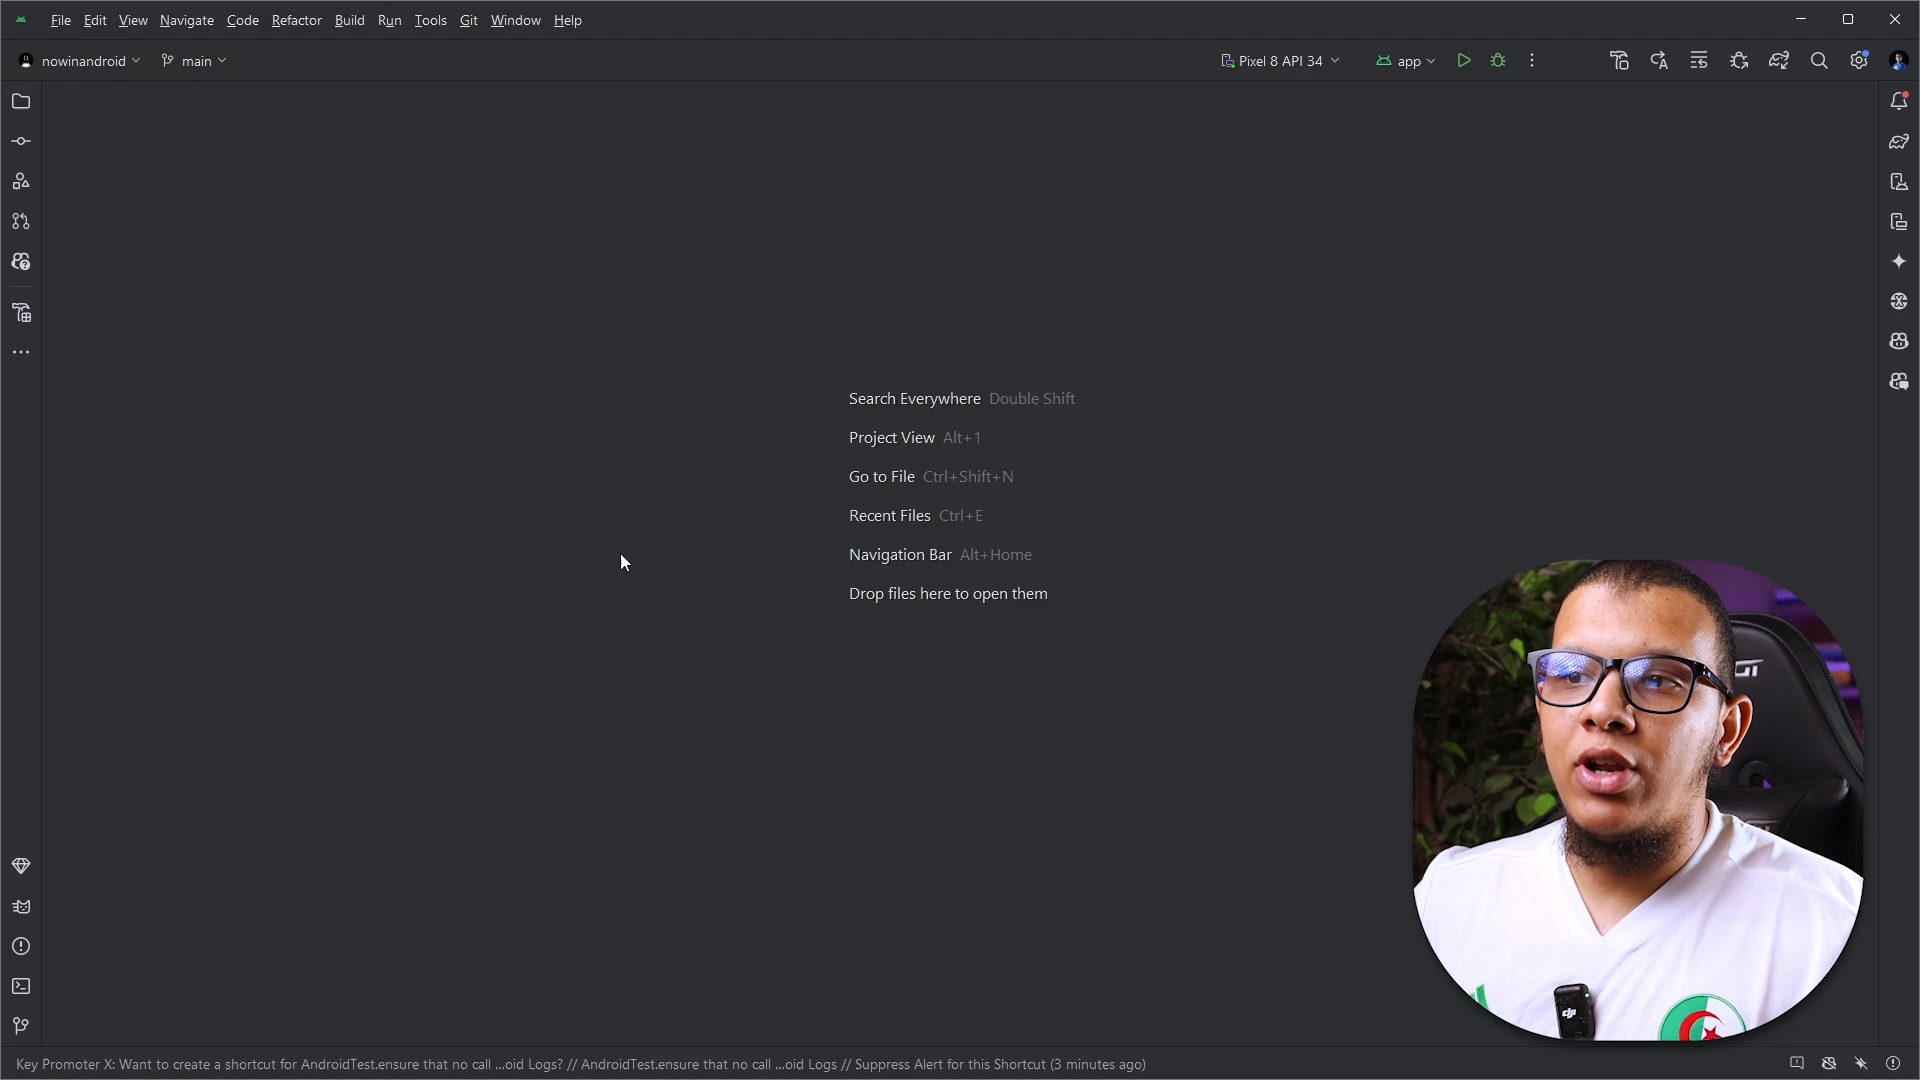 File Edit View Navigate Code Refactor Build Run Tools Git Window Help
nowinandroid main Pixel 8 API 34 app
Search Everywhere Double Shift
Project View Alt+1
Go to File Ctrl+Shift+N
Recent Files Ctrl+E
Navigation Bar Alt+Home
Drop files here to open them
dji
Key Promoter X: Want to create a shortcut for AndroidTest.ensure that no call ...oid Logs? // AndroidTest.ensure that no call ...oid Logs // Suppress Alert for this Shortcut (3 minutes ago)